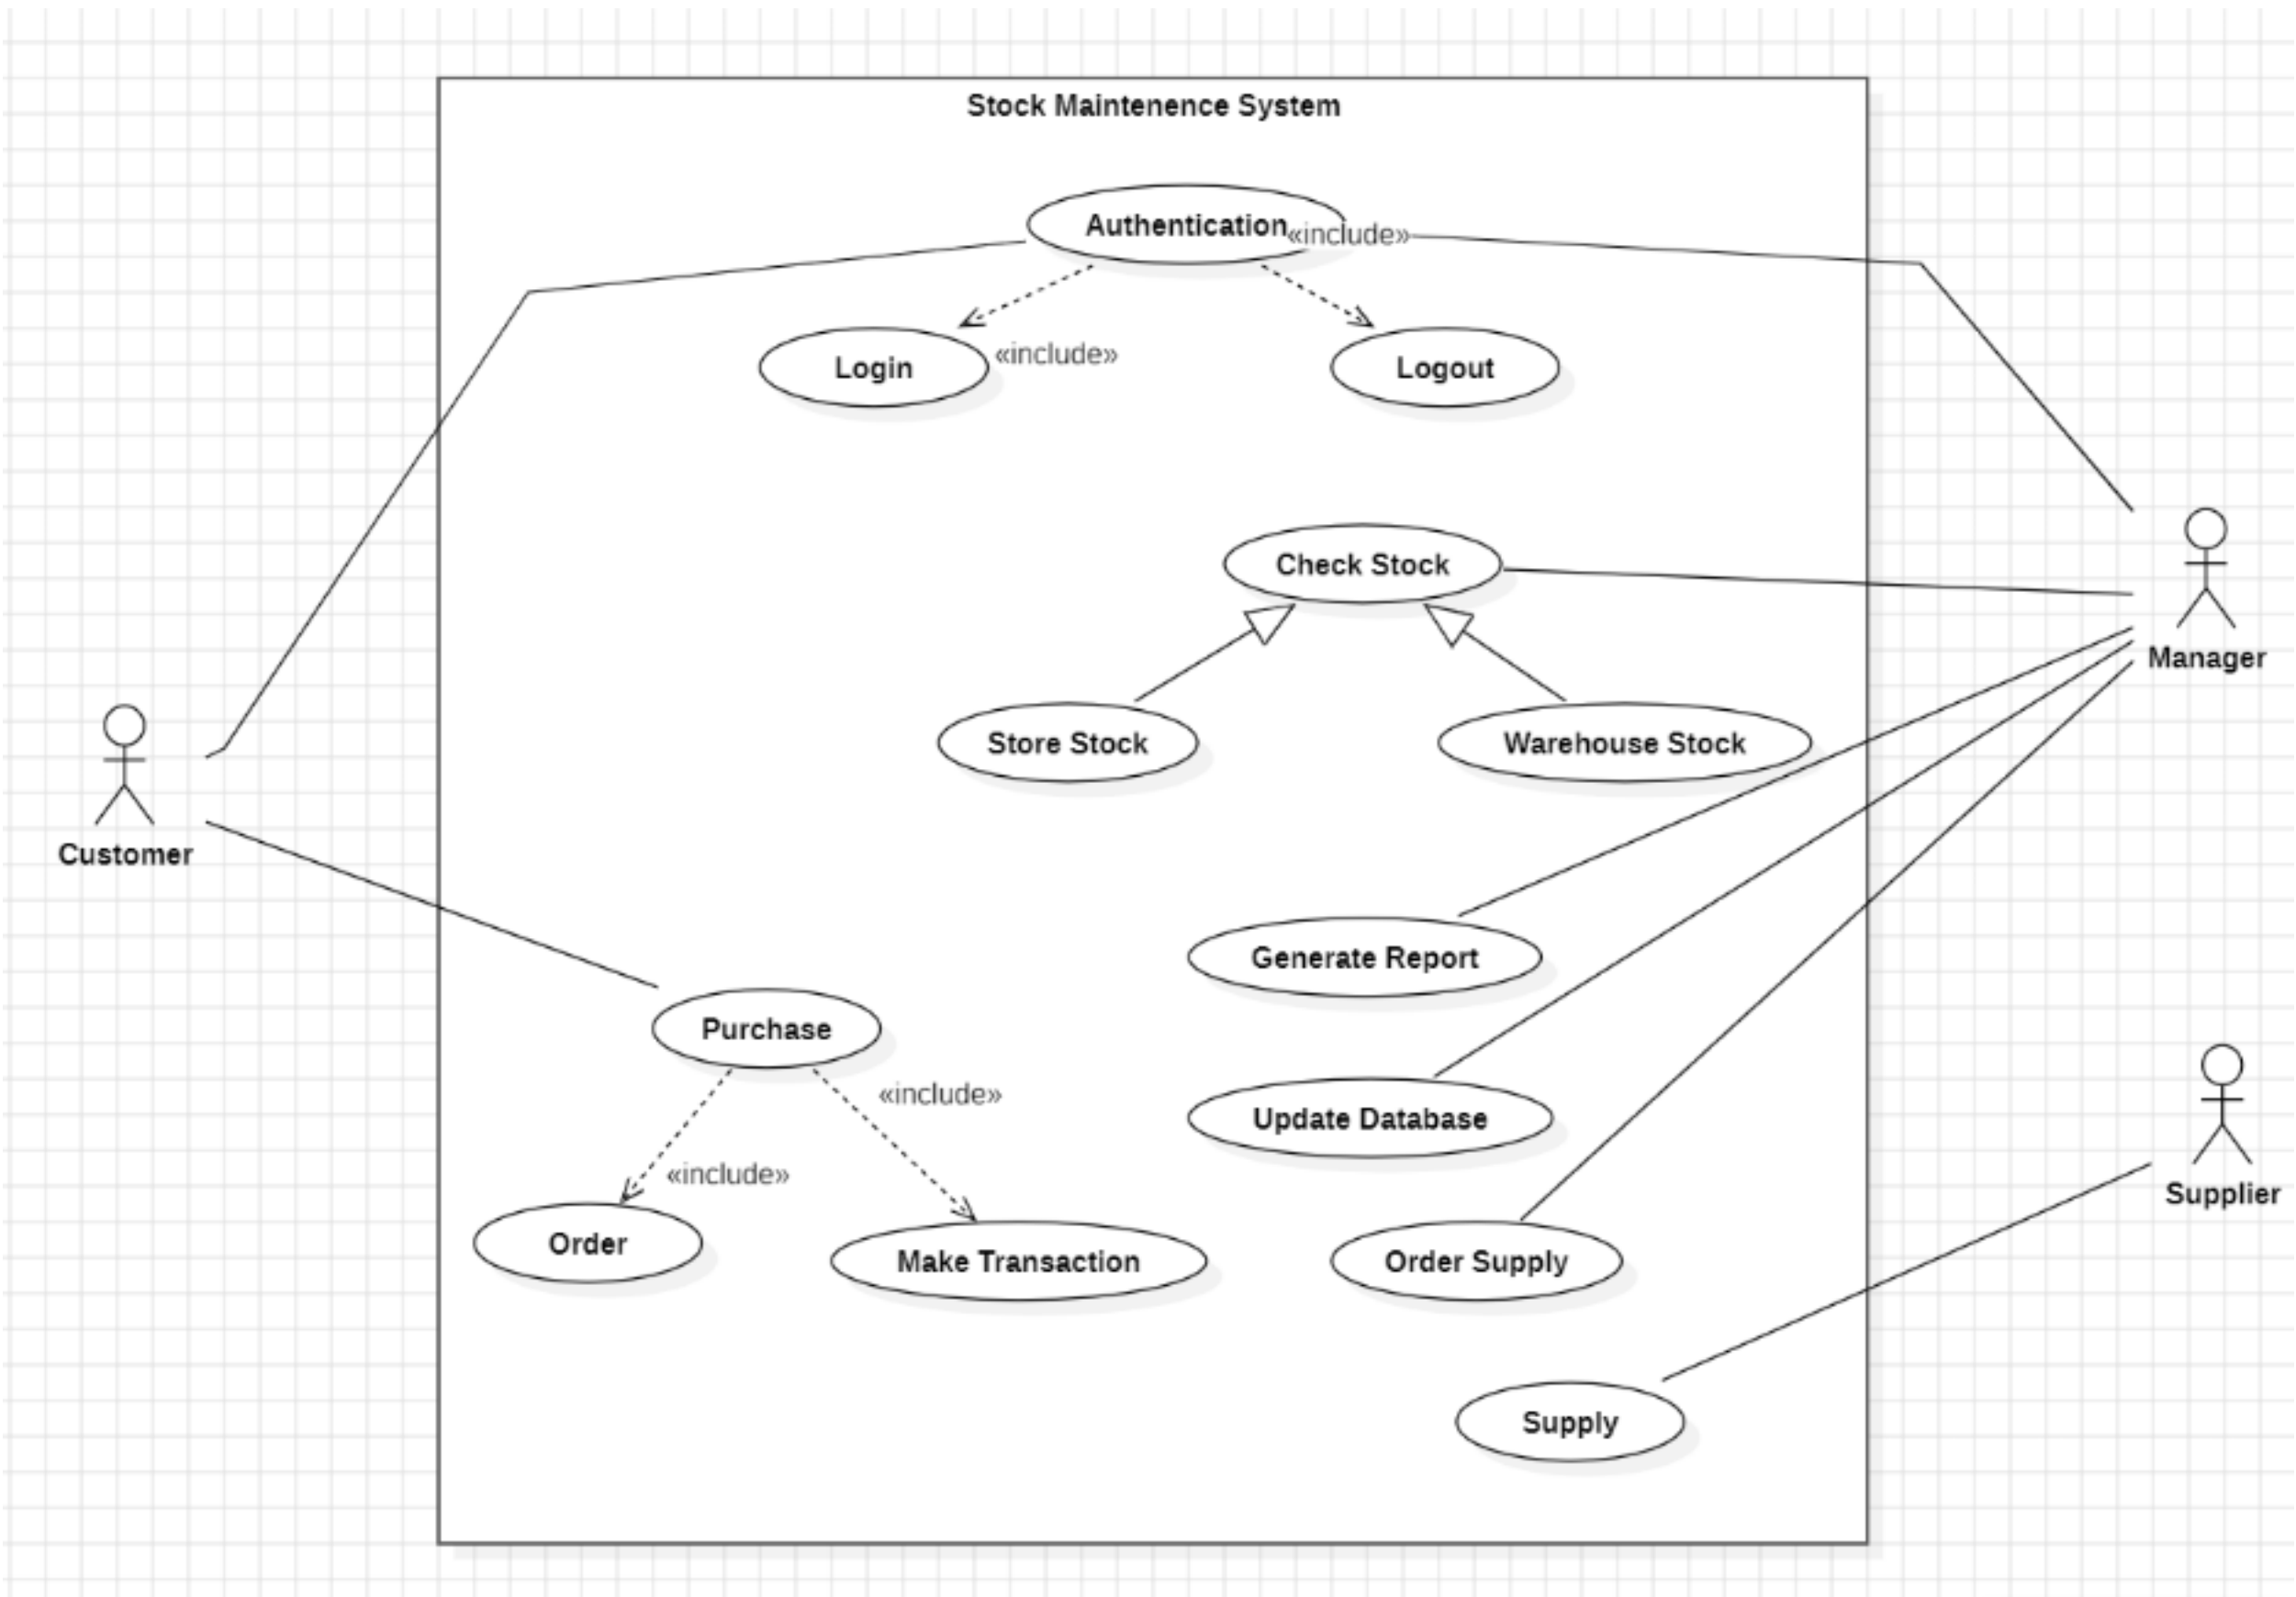 Stock Maintenence System
Authentication
«include»
Login
«include»
Logout
Check Stock
Manager
Store Stock
Warehouse Stock
Customer
Generate Report
Purchase
«include»
Update Database
«include»
Supplier
Order
Make Transaction
Order Supply
Supply